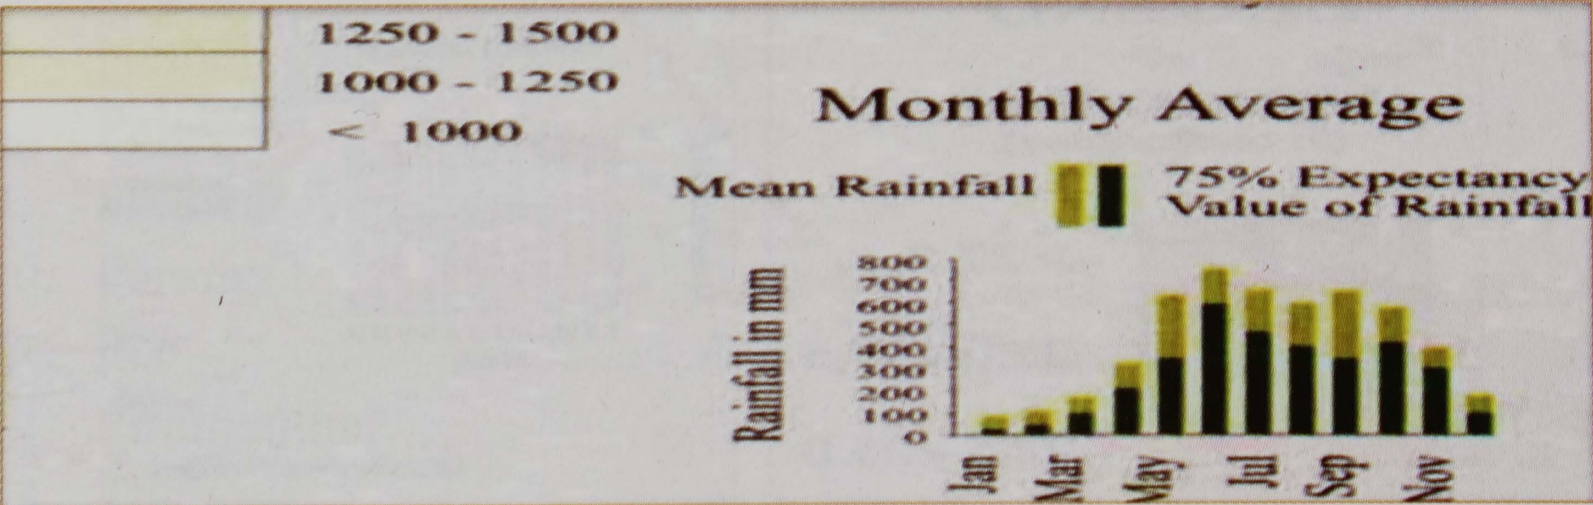 1250 - 1500
1000 - 1250
< 1000
Monthly Average
Mean Rainfall
75% Expectancy
Value of Rainfall
Rainfall in mm
800
700
600
500
400
300
200
100
0
Jan
Mar
May
Jul
Sep
Nov